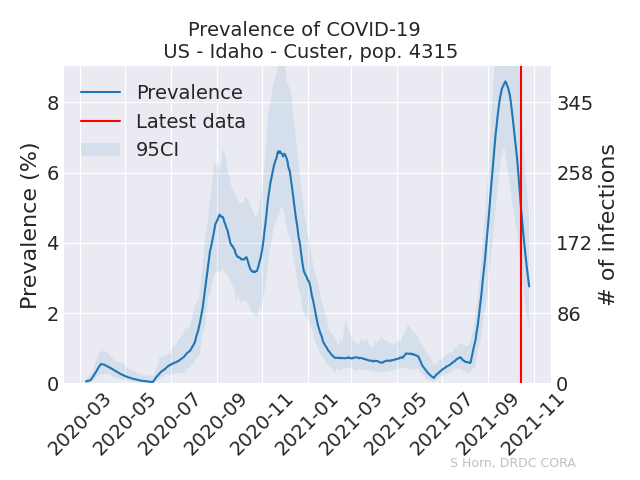 Prevalence of COVID-19
US - Idaho - Custer, pop. 4315
Prevalence
Latest data
95CI
Prevalence (%)
8
6
4
2
0
345
258
172
86
0
# of infections
2020-03
2020-05
2020-07
2020-09
2020-11
2021-01
2021-03
2021-05
2021-07
2021-09
2021-11
S Horn, DRDC CORA